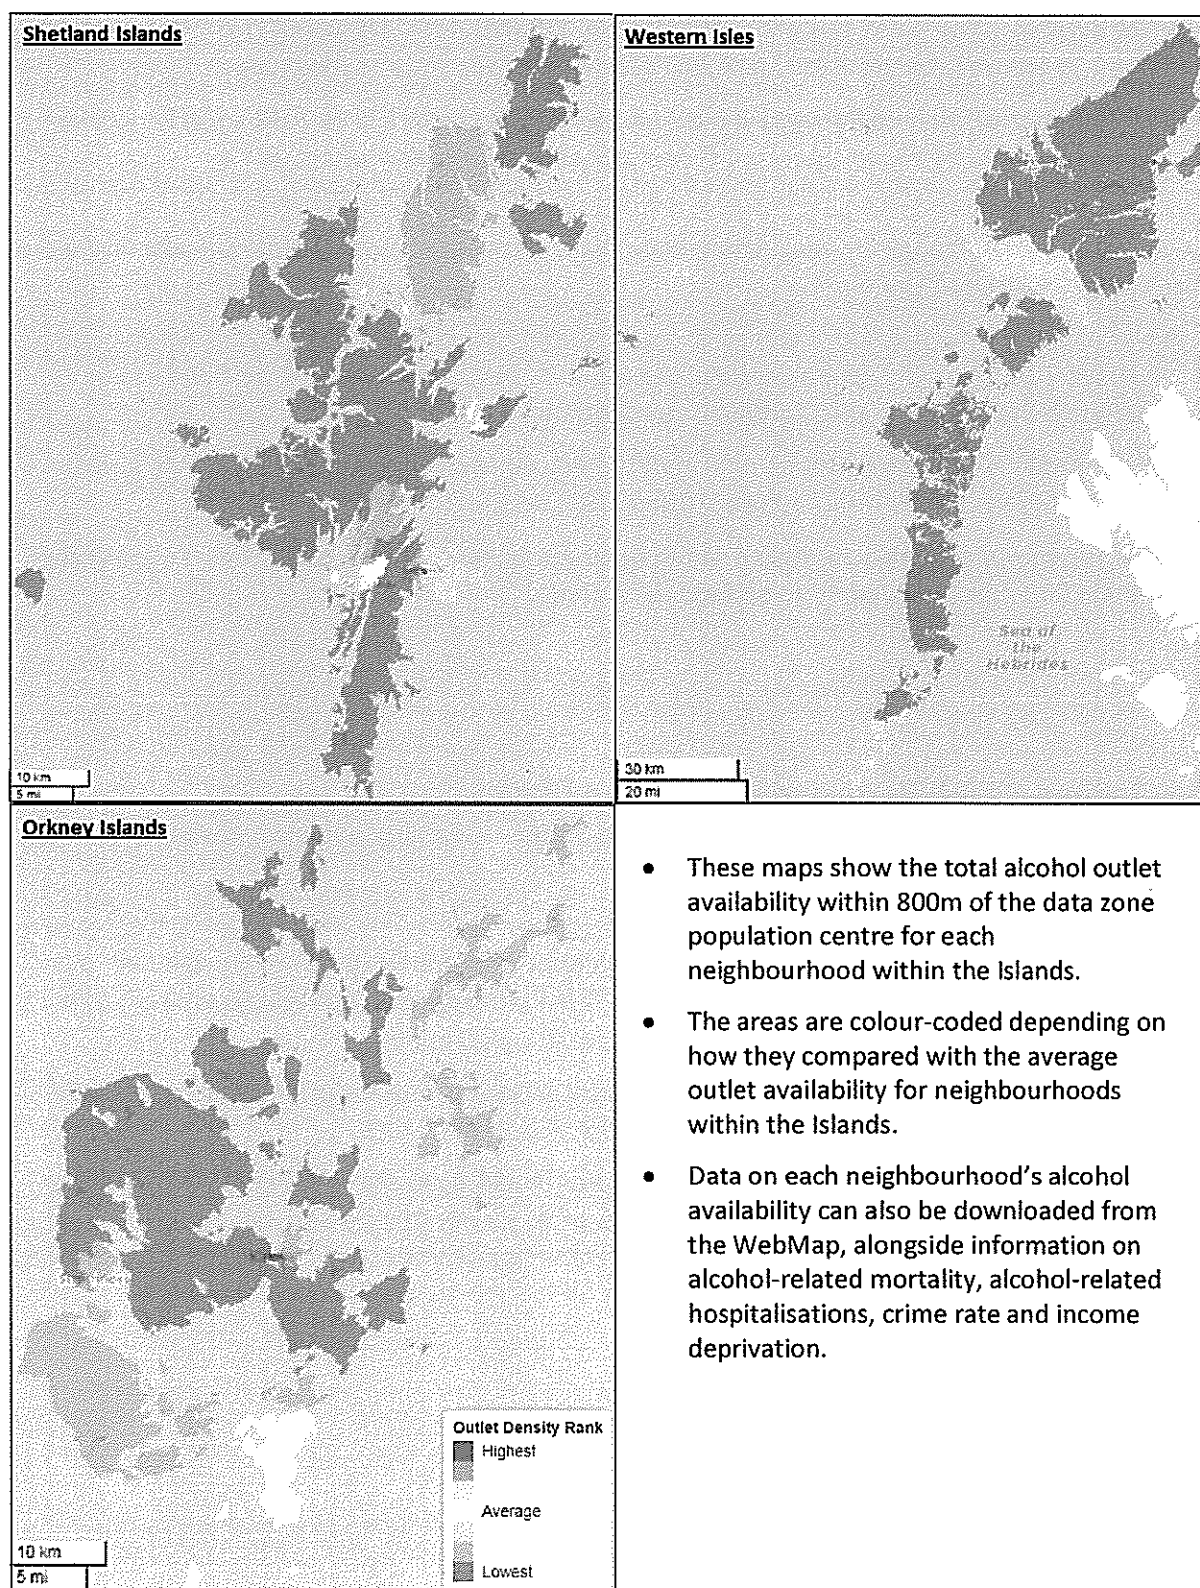 Shetland Islands
10 km
5 mi
Western Isles
Sea of
the
Hebrides
30 km
20 mi
Orkney Islands
Outlet Density Rank
Highest
Average
Lowest
10 km
5 mi
• These maps show the total alcohol outlet
availability within 800m of the data zone
population centre for each
neighbourhood within the Islands.
• The areas are colour-coded depending on
how they compared with the average
outlet availability for neighbourhoods
within the Islands.
• Data on each neighbourhood's alcohol
availability can also be downloaded from
the WebMap, alongside information on
alcohol-related mortality, alcohol-related
hospitalisations, crime rate and income
deprivation.